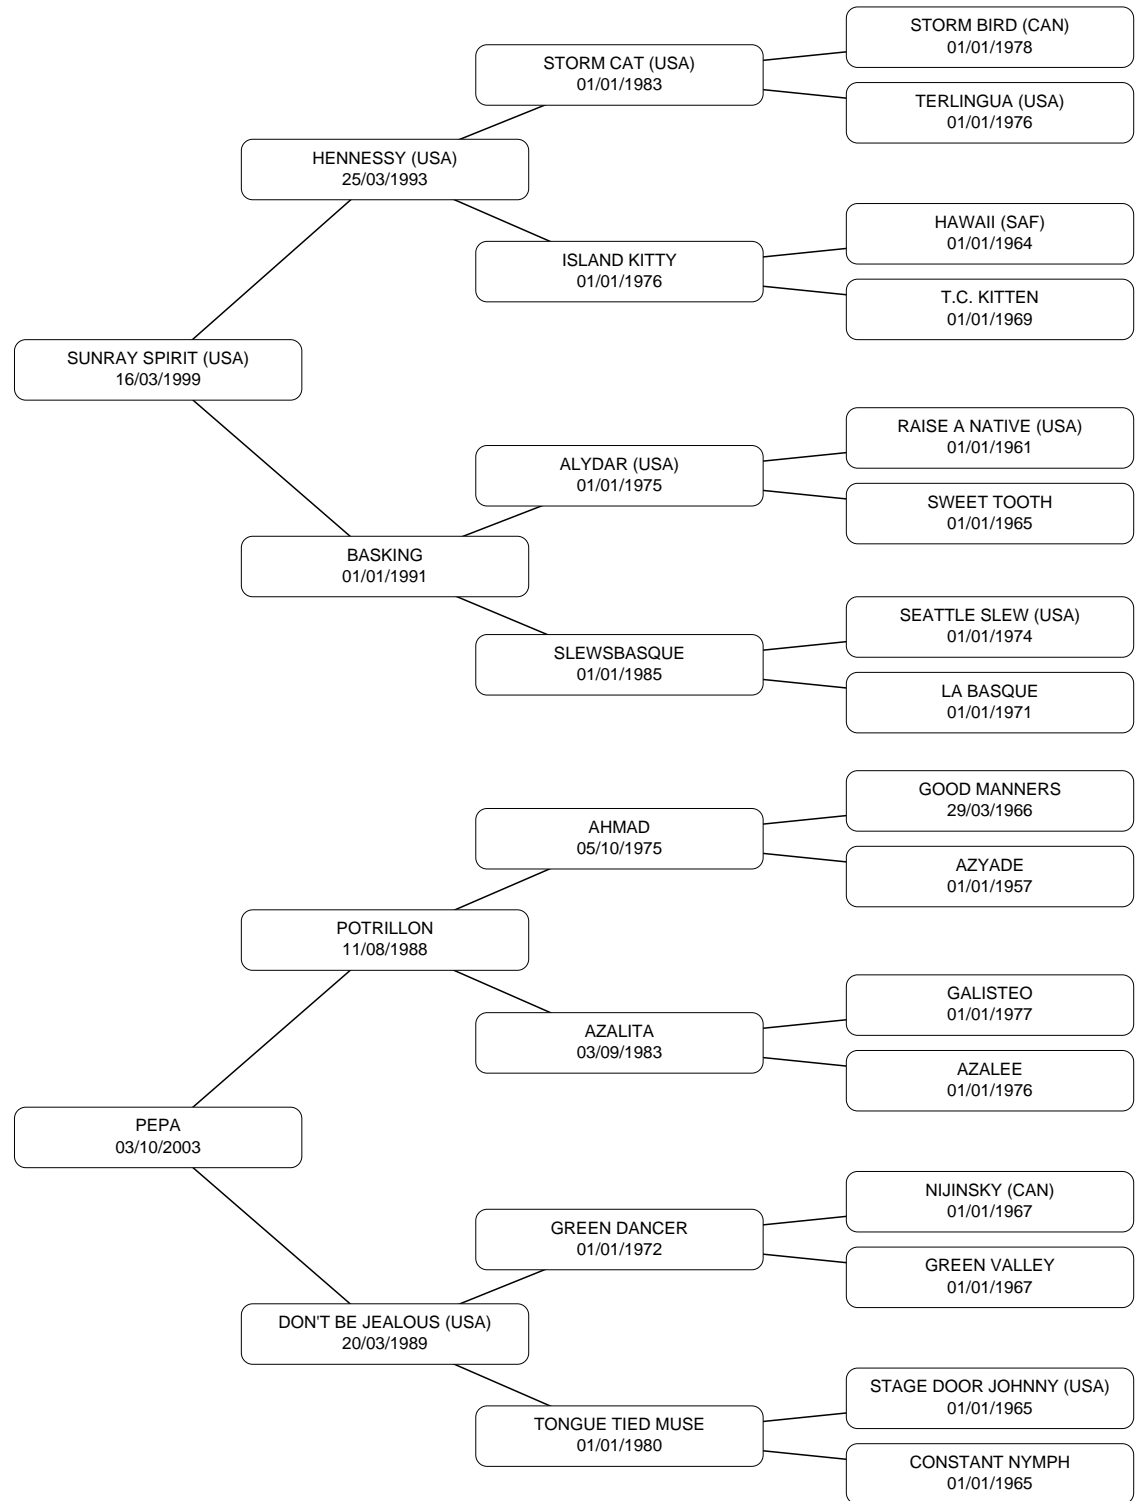 STORM BIRD (CAN)
01/01/1978
STORM CAT (USA)
01/01/1983
TERLINGUA (USA)
01/01/1976
HENNESSY (USA)
25/03/1993
HAWAII (SAF)
01/01/1964
ISLAND KITTY
01/01/1976
T.C. KITTEN
01/01/1969
SUNRAY SPIRIT (USA)
16/03/1999
RAISE A NATIVE (USA)
01/01/1961
ALYDAR (USA)
01/01/1975
SWEET TOOTH
01/01/1965
BASKING
01/01/1991
SEATTLE SLEW (USA)
01/01/1974
SLEWSBASQUE
01/01/1985
LA BASQUE
01/01/1971
GOOD MANNERS
29/03/1966
AHMAD
05/10/1975
AZYADE
01/01/1957
POTRILLON
11/08/1988
GALISTEO
01/01/1977
AZALITA
03/09/1983
AZALEE
01/01/1976
PEPA
03/10/2003
NIJINSKY (CAN)
01/01/1967
GREEN DANCER
01/01/1972
GREEN VALLEY
01/01/1967
DON'T BE JEALOUS (USA)
20/03/1989
STAGE DOOR JOHNNY (USA)
01/01/1965
TONGUE TIED MUSE
01/01/1980
CONSTANT NYMPH
01/01/1965